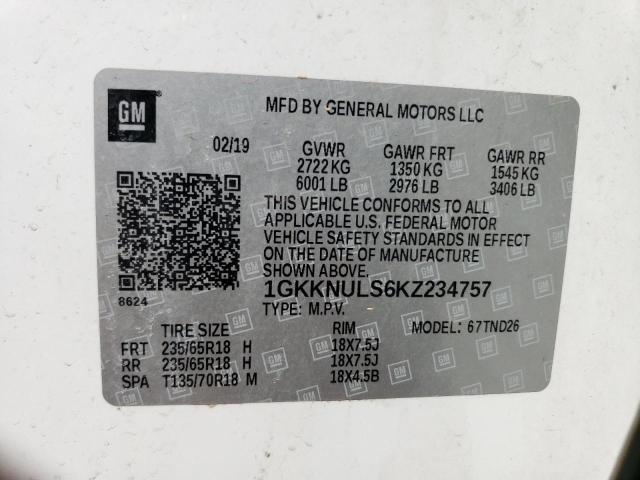 GM
MFD BY GENERAL MOTORS LLC
02/19 GVWR GAWR FRT GAWR RR
2722 KG 1350 KG 1545 KG
6001 LB 2976 LB 3406 LB
THIS VEHICLE CONFORMS TO ALL
APPLICABLE U.S. FEDERAL MOTOR
VEHICLE SAFETY STANDARDS IN EFFECT
ON THE DATE OF MANUFACTURE
SHOWN ABOVE.
8624
1GKKNULS6KZ234757
TYPE: M.P.V. MODEL: 67TND26
TIRE SIZE RIM
FRT 235/65R18 H 18X7.5J
RR 235/65R18 H 18X7.5J
SPA T135/70R18 M 18X4.5B